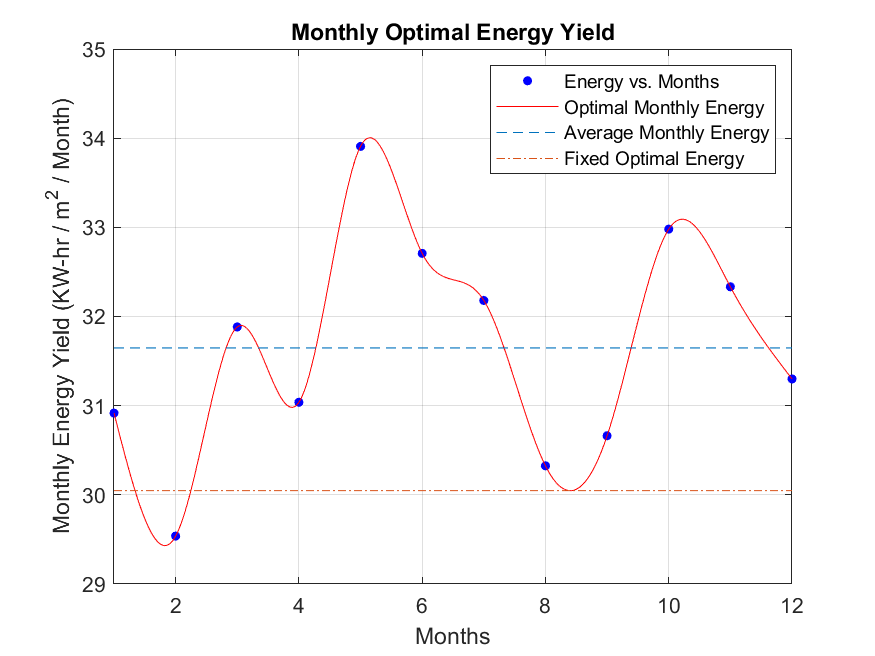 Monthly Optimal Energy Yield
Monthly Energy Yield (KW-hr / m² / Month)
35
34
33
32
31
30
29
Energy vs. Months
Optimal Monthly Energy
Average Monthly Energy
Fixed Optimal Energy
2 4 6 8 10 12
Months